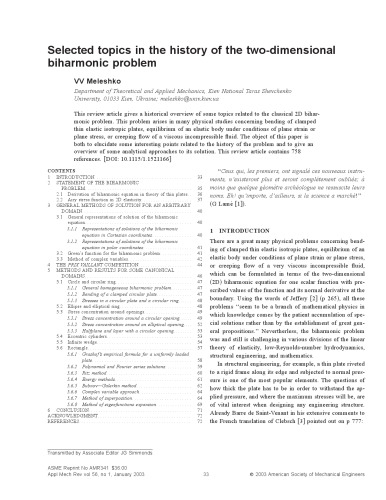 Selected topics in the history of the two-dimensional
biharmonic problem
VV Meleshko
Department of Theoretical and Applied Mechanics, Kiev National Taras Shevchenko
University, 01033 Kiev, Ukraine; meleshko@univ.kiev.ua
This review article gives a historical overview of some topics related to the classical 2D bihar-
monic problem. This problem arises in many physical studies concerning bending of clamped
thin elastic isotropic plates, equilibrium of an elastic body under conditions of plane strain or
plane stress, or creeping flow of a viscous incompressible fluid. The object of this paper is
both to elucidate some interesting points related to the history of the problem and to give an
overview of some analytical approaches to its solution. This review article contains 758
references. [DOI: 10.1115/1.1521166]
CONTENTS
1 INTRODUCTION 33
2 STATEMENT OF THE BIHARMONIC
PROBLEM 35
2.1 Derivation of biharmonic equation in theory of thin plates 36
2.2 Airy stress function in 2D elasticity 37
3 GENERAL METHODS OF SOLUTION FOR AN ARBITRARY
DOMAIN 40
3.1 General representations of solution of the biharmonic
equation 40
3.1.1 Representations of solutions of the biharmonic
equation in Cartesian coordinates 40
3.1.2 Representations of solutions of the biharmonic
equation in polar coordinates 41
3.2 Green's function for the biharmonic problem 41
3.3 Method of complex variables 42
4 THE PRIX VAILLANT COMPETITION 44
5 METHODS AND RESULTS FOR SOME CANONICAL
DOMAINS 46
5.1 Circle and circular ring 47
5.1.1 General inhomogeneous biharmonic problem 47
5.1.2 Bending of a clamped circular plate 47
5.1.3 Stresses in a circular plate and a circular ring 48
5.2 Ellipse and elliptical ring 48
5.3 Stress concentration around openings 49
5.3.1 Stress concentration around a circular opening 49
5.3.2 Stress concentration around an elliptical opening 52
5.3.3 Halfplane and layer with a circular opening 53
5.4 Eccentric cylinders 53
5.5 Infinite wedge 54
5.6 Rectangle 57
5.6.1 Grashof's empirical formula for a uniformly loaded
plate 58
5.6.2 Polynomial and Fourier series solutions 59
5.6.3 Ritz method 60
5.6.4 Energy methods 61
5.6.5 Bubnov–Galerkin method 62
5.6.6 Complex variable approach 63
5.6.7 Method of superposition 64
5.6.8 Method of eigenfunctions expansion 69
6 CONCLUSION 71
ACKNOWLEDGMENT 72
REFERENCES 72
"Ceux qui, les premiers, ont signalé ces nouveaux instru-
ments, n'existeront plus et seront complètement oubliés; à
moins que quelque géomètre archéologue ne ressuscite leurs
noms. Eh! qu'importe, d'ailleurs, si la science a marché!"
(G Lamé [1]).
1 INTRODUCTION
There are a great many physical problems concerning bend-
ing of clamped thin elastic isotropic plates, equilibrium of an
elastic body under conditions of plane strain or plane stress,
or creeping flow of a very viscous incompressible fluid,
which can be formulated in terms of the two-dimensional
(2D) biharmonic equation for one scalar function with pre-
scribed values of the function and its normal derivative at the
boundary. Using the words of Jeffery [2] (p 265), all these
problems "seem to be a branch of mathematical physics in
which knowledge comes by the patient accumulation of spe-
cial solutions rather than by the establishment of great gen-
eral propositions." Nevertheless, the biharmonic problem
was and still is challenging in various divisions of the linear
theory of elasticity, low-Reynolds-number hydrodynamics,
structural engineering, and mathematics.
In structural engineering, for example, a thin plate riveted
to a rigid frame along its edge and subjected to normal pres-
sure is one of the most popular elements. The questions of
how thick the plate has to be in order to withstand the ap-
plied pressure, and where the maximum stresses will be, are
of vital interest when designing any engineering structure.
Already Barré de Saint-Venant in his extensive comments to
the French translation of Clebsch [3] pointed out on p 777:
Transmitted by Associate Editor JG Simmonds
ASME Report No AMR341 $36.00
Appl Mech Rev vol 56, no 1, January 2003
33
© 2003 American Society of Mechanical Engineers